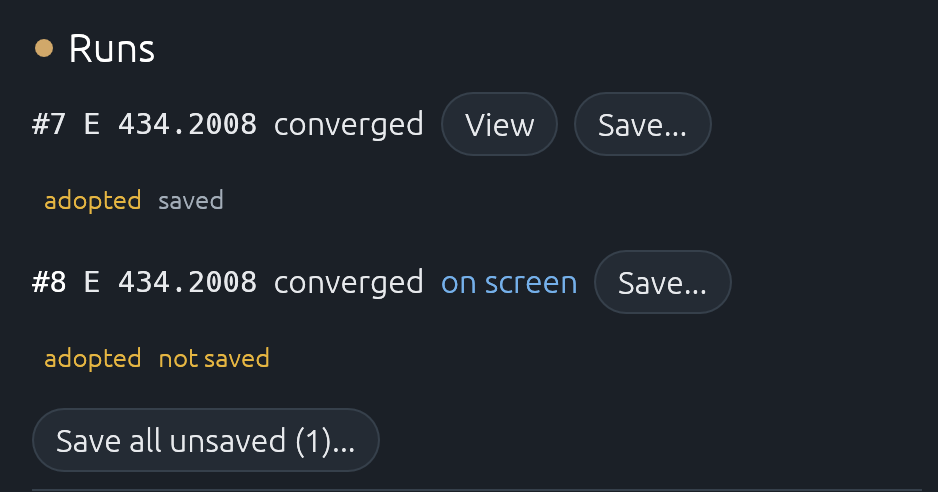 Runs
#7 E 434.2008 converged View Save...
adopted saved
#8 E 434.2008 converged on screen Save...
adopted not saved
Save all unsaved (1)...